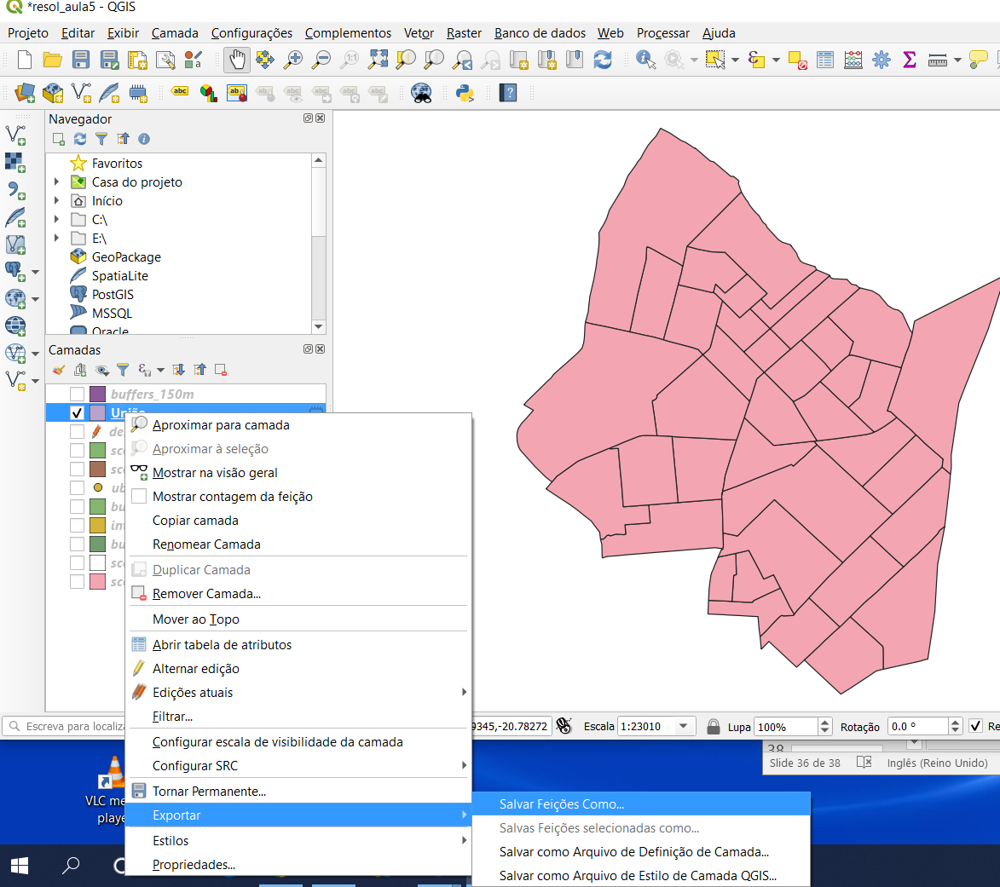 *resol_aula5 - QGIS
Projeto Editar Exibir Camada Configurações Complementos Vetor Raster Banco de dados Web Processar Ajuda
Navegador
Favoritos
Casa do projeto
Início
C:\
E:\
GeoPackage
SpatiaLite
PostGIS
MSSQL
Oracle
Camadas
buffers_150m
União
Aproximar para camada
Aproximar à seleção
Mostrar na visão geral
Mostrar contagem da feição
Copiar camada
Renomear Camada
Duplicar Camada
Remover Camada...
Mover ao Topo
Abrir tabela de atributos
Alternar edição
Edições atuais
Filtrar...
Configurar escala de visibilidade da camada
Configurar SRC
Tornar Permanente...
Exportar
Estilos
Propriedades...
Salvar Feições Como...
Salvas Feições selecionadas como...
Salvar como Arquivo de Definição de Camada...
Salvar como Arquivo de Estilo de Camada QGIS...
Escreva para localiza
9345,-20.78272 Escala 1:23010 Lupa 100% Rotação 0.0 ° Re
38
Slide 36 de 38 Inglês (Reino Unido)
VLC me
playe